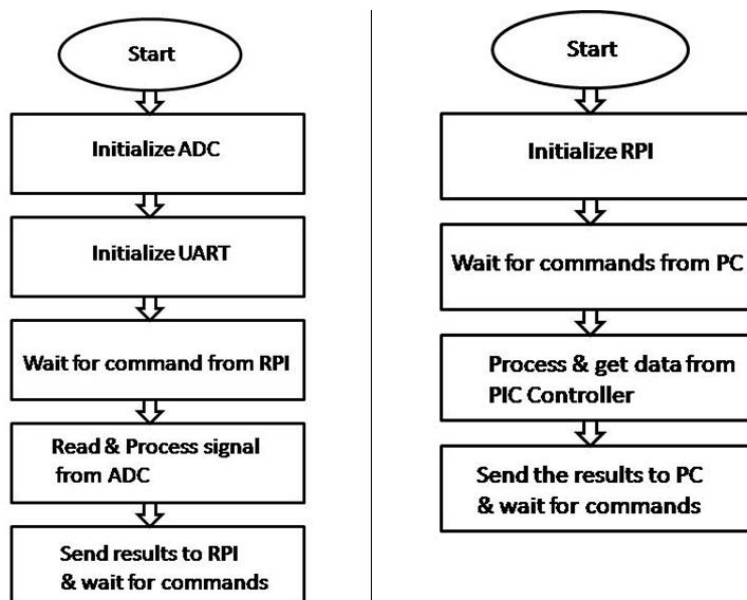 Start
Initialize ADC
Initialize UART
Wait for command from RPI
Read & Process signal
from ADC
Send results to RPI
& wait for commands
Start
Initialize RPI
Wait for commands from PC
Process & get data from
PIC Controller
Send the results to PC
& wait for commands